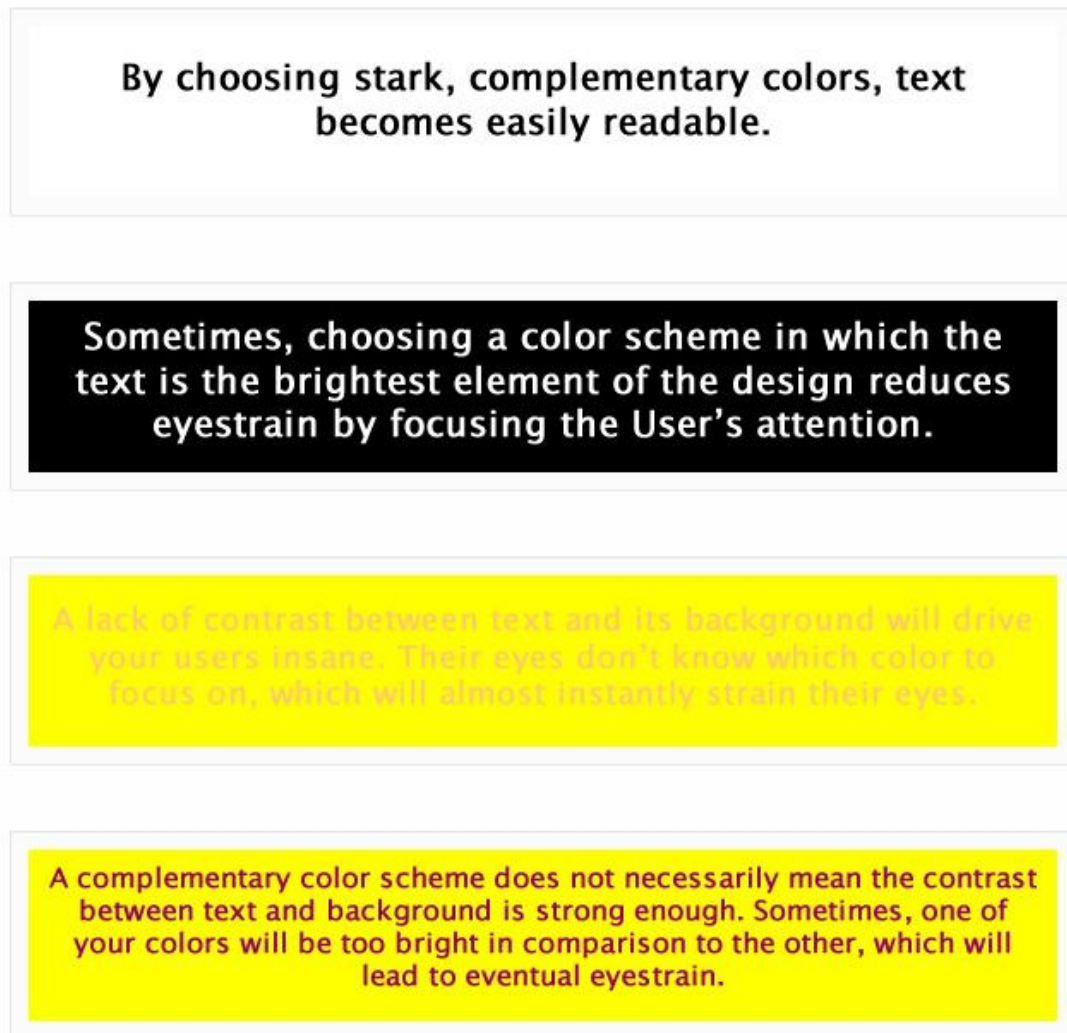 By choosing stark, complementary colors, text
becomes easily readable.
Sometimes, choosing a color scheme in which the
text is the brightest element of the design reduces
eyestrain by focusing the User’s attention.
A lack of contrast between text and its background will drive
your users insane. Their eyes don’t know which color to
focus on, which will almost instantly strain their eyes.
A complementary color scheme does not necessarily mean the contrast
between text and background is strong enough. Sometimes, one of
your colors will be too bright in comparison to the other, which will
lead to eventual eyestrain.